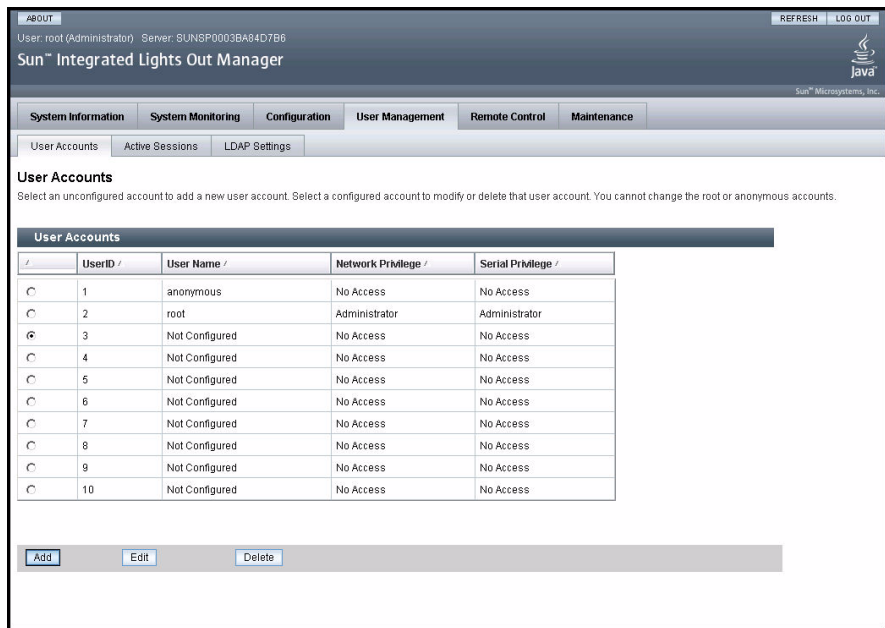 ABOUT REFRESH LOG OUT
User: root (Administrator) Server: SUNSP0003BA84D7B6
Sun™ Integrated Lights Out Manager
Java™
Sun™ Microsystems, Inc.
System Information System Monitoring Configuration User Management Remote Control Maintenance
User Accounts Active Sessions LDAP Settings
User Accounts
Select an unconfigured account to add a new user account. Select a configured account to modify or delete that user account. You cannot change the root or anonymous accounts.
User Accounts
UserID User Name Network Privilege Serial Privilege
1 anonymous No Access No Access
2 root Administrator Administrator
3 Not Configured No Access No Access
4 Not Configured No Access No Access
5 Not Configured No Access No Access
6 Not Configured No Access No Access
7 Not Configured No Access No Access
8 Not Configured No Access No Access
9 Not Configured No Access No Access
10 Not Configured No Access No Access
Add Edit Delete